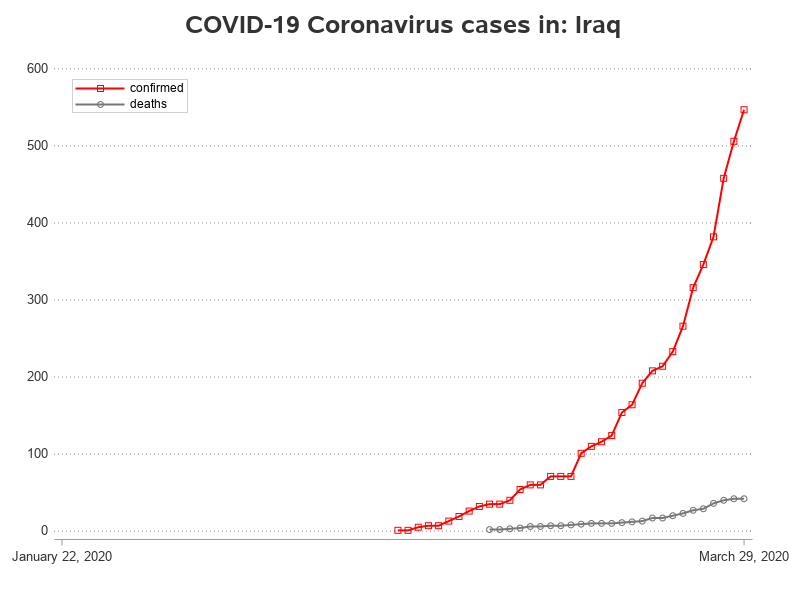 COVID-19 Coronavirus cases in: Iraq
600
confirmed
deaths
500
400
300
200
100
0
January 22, 2020
March 29, 2020